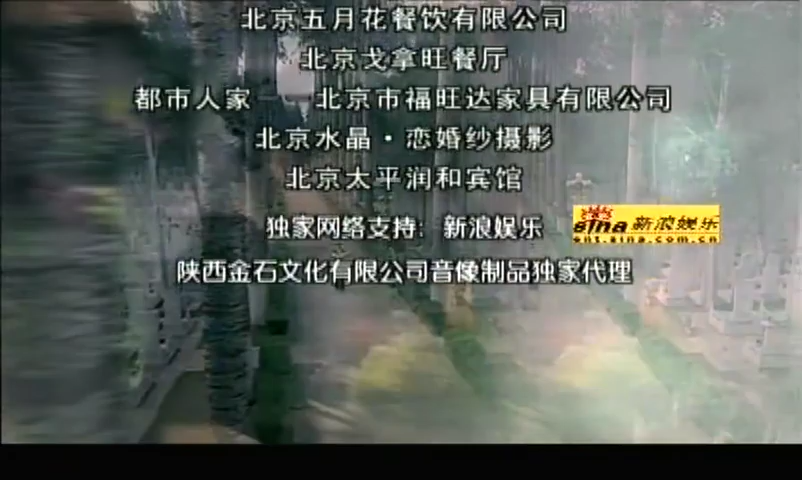 北京五月花餐饮有限公司
北京戈拿旺餐厅
都市人家 北京市福旺达家具有限公司
北京水晶·恋婚纱摄影
北京太平润和宾馆
独家网络支持：新浪娱乐 sina 新浪娱乐
ent.sina.com.cn
陕西金石文化有限公司音像制品独家代理